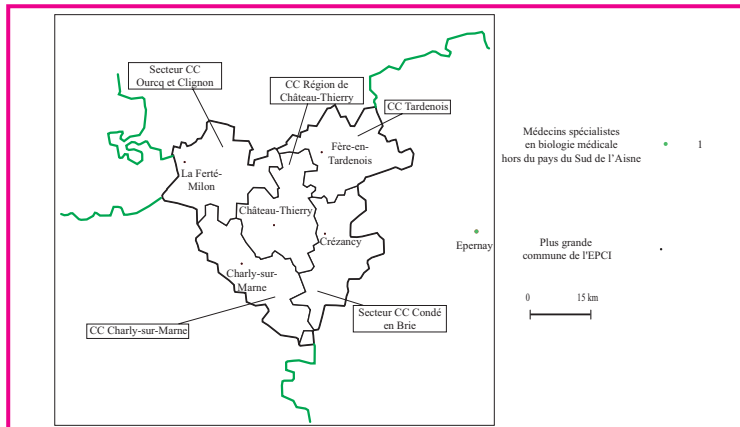 Secteur CC
Ourcq et Clignon
CC Région de
Château-Thierry
CC Tardenois
Fère-en-
Tardenois
La Ferté-
Milon
Château-Thierry
Crézancy
Charly-sur-
Marne
CC Charly-sur-Marne
Secteur CC Condé
en Brie
Epernay
Médecins spécialistes
en biologie médicale
hors du pays du Sud de l'Aisne
1
Plus grande
commune de l'EPCI
0 15 km